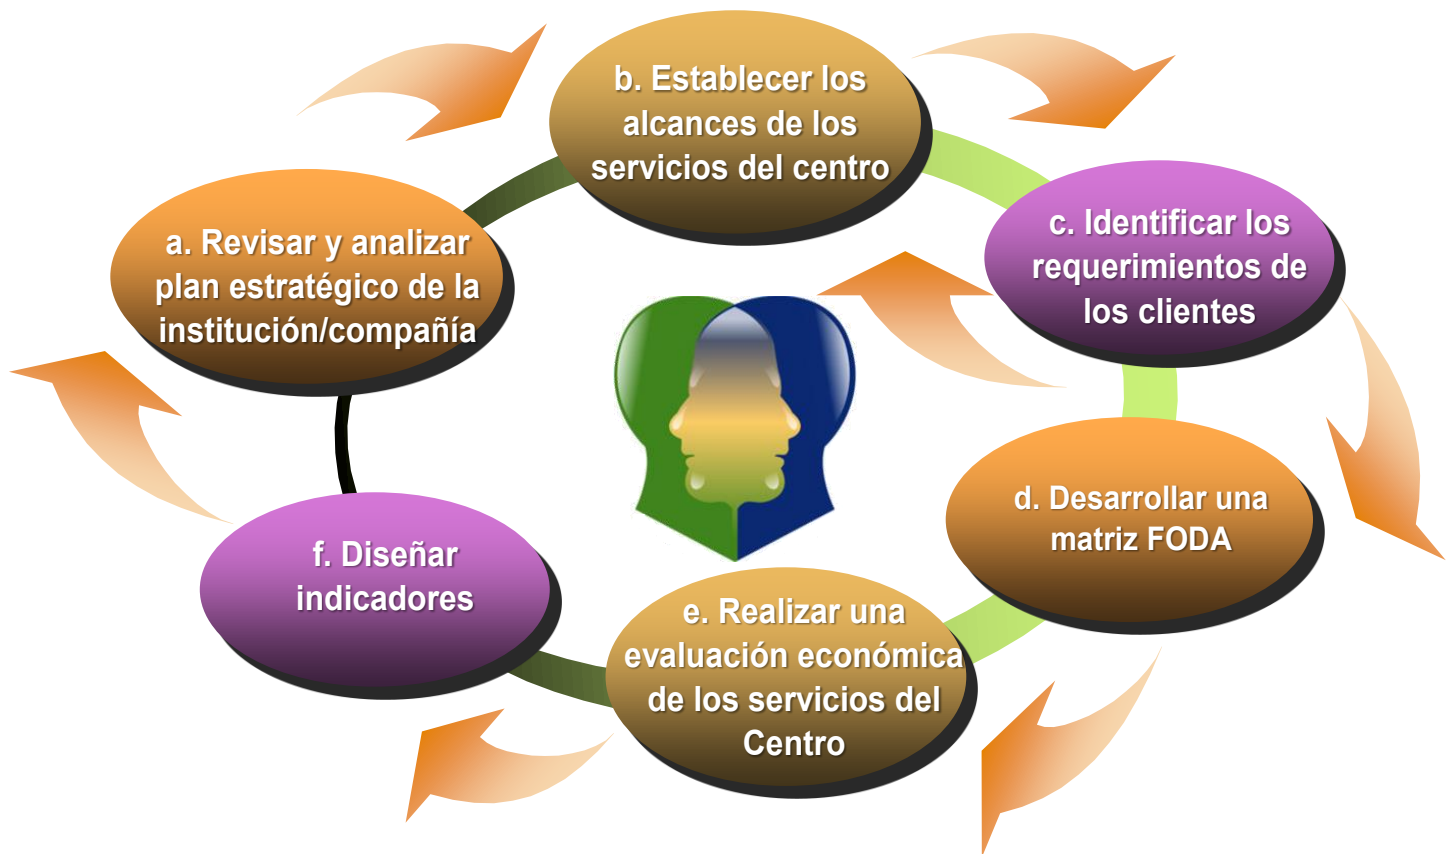 a. Revisar y analizar
plan estratégico de la
institución/compañía
b. Establecer los
alcances de los
servicios del centro
c. Identificar los
requerimientos de
los clientes
d. Desarrollar una
matriz FODA
e. Realizar una
evaluación económica
de los servicios del
Centro
f. Diseñar
indicadores